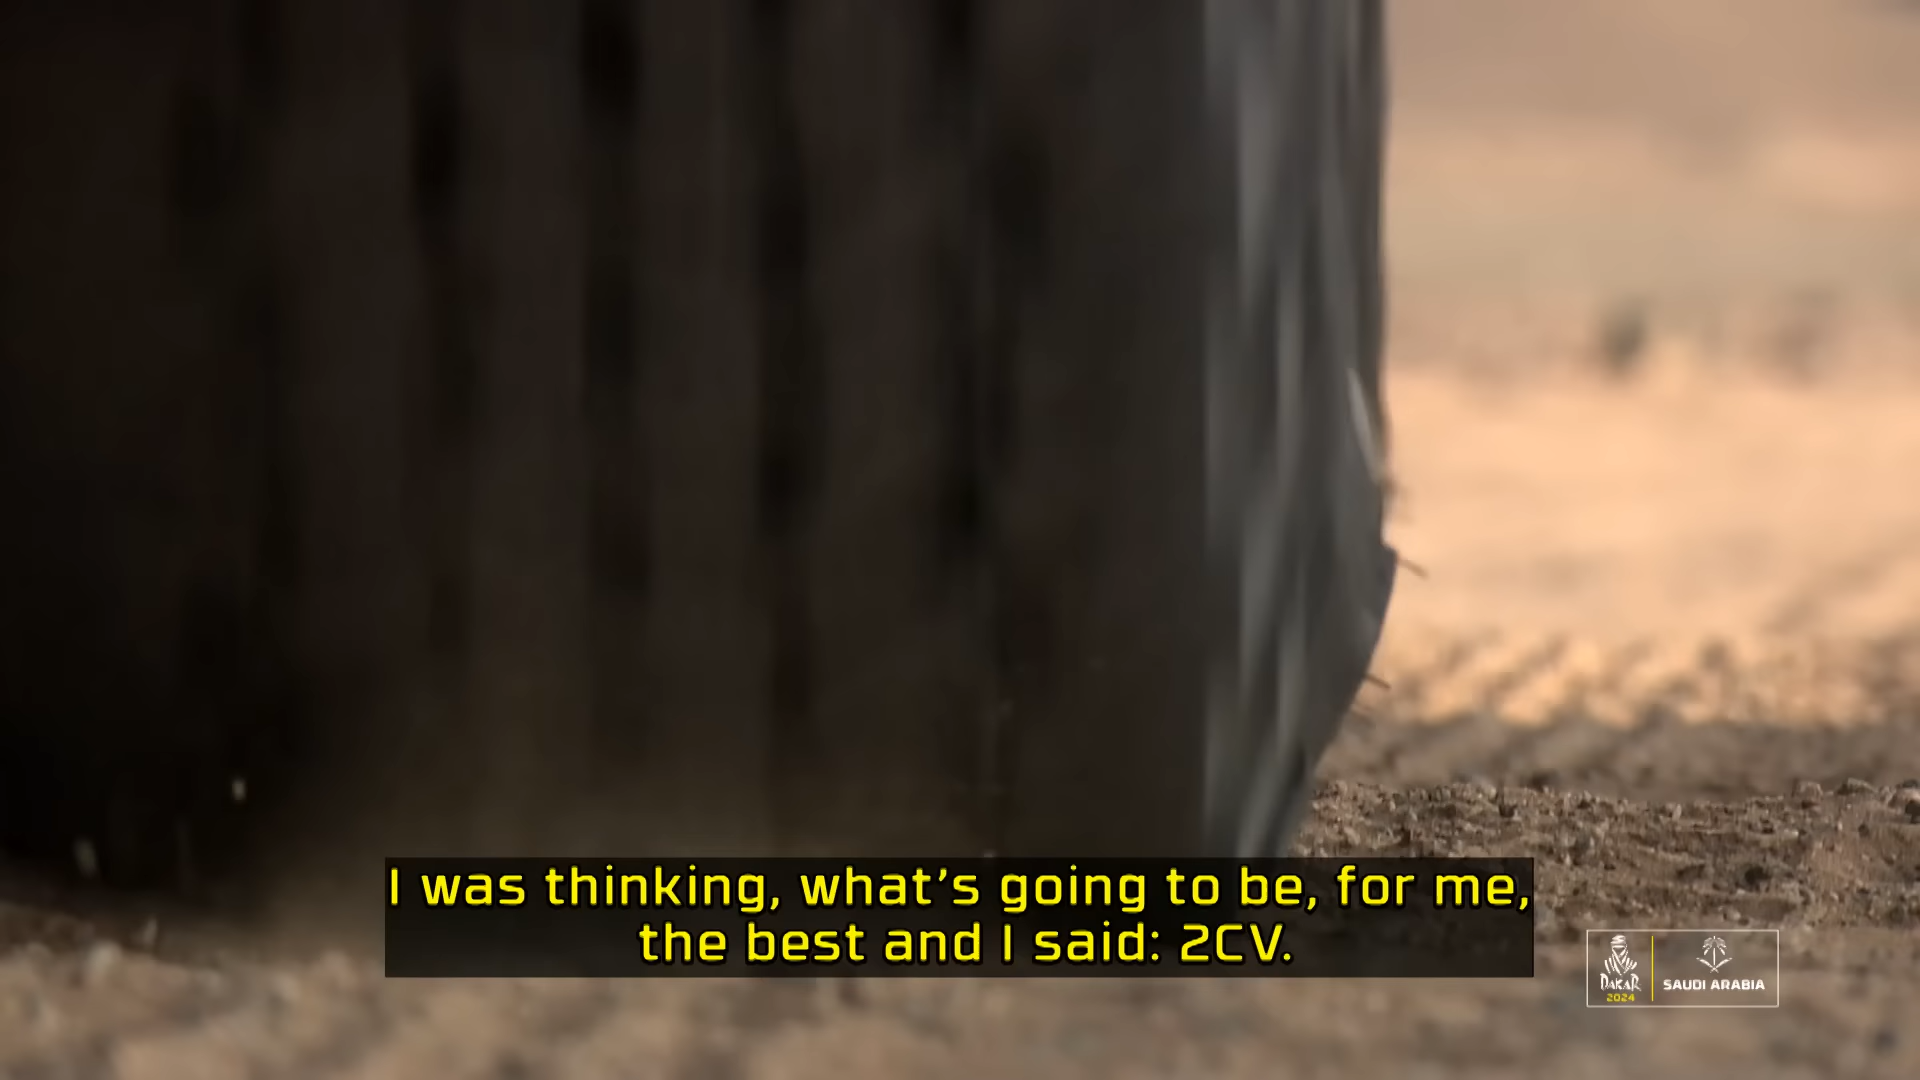 I was thinking, what's going to be, for me,
the best and I said: 2CV.
DAKAR
2024
SAUDI ARABIA